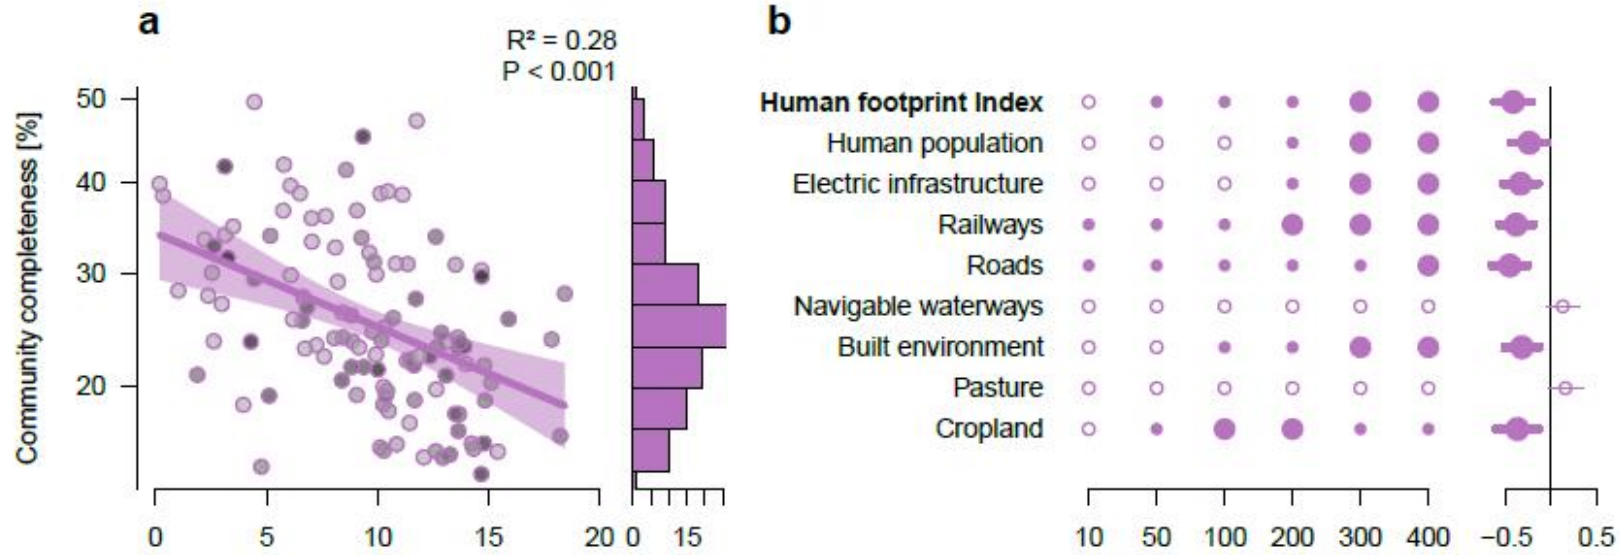 a
R² = 0.28
P < 0.001
Community completeness [%]
50
40
30
20
0 5 10 15 20
0 15
b
Human footprint Index
Human population
Electric infrastructure
Railways
Roads
Navigable waterways
Built environment
Pasture
Cropland
10 50 100 200 300 400
−0.5 0.5